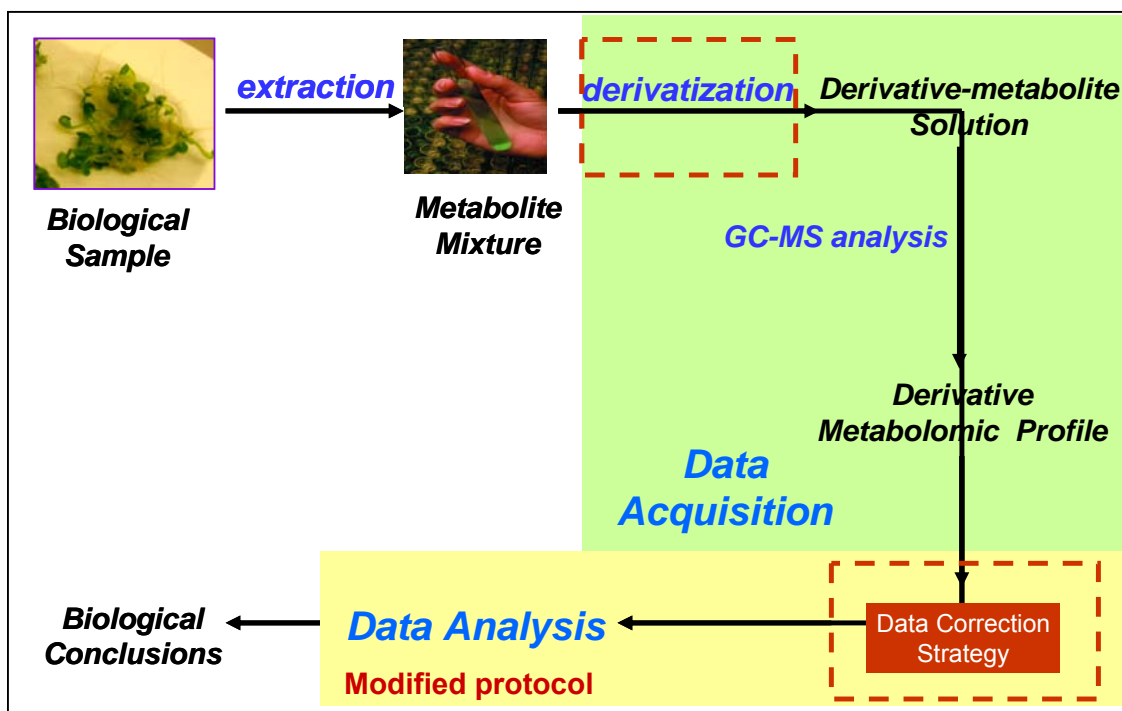 extraction
derivatization
Derivative-metabolite
Solution
Biological
Sample
Metabolite
Mixture
GC-MS analysis
Derivative
Metabolomic Profile
Data
Acquisition
Biological
Conclusions
Data Analysis
Data Correction
Strategy
Modified protocol